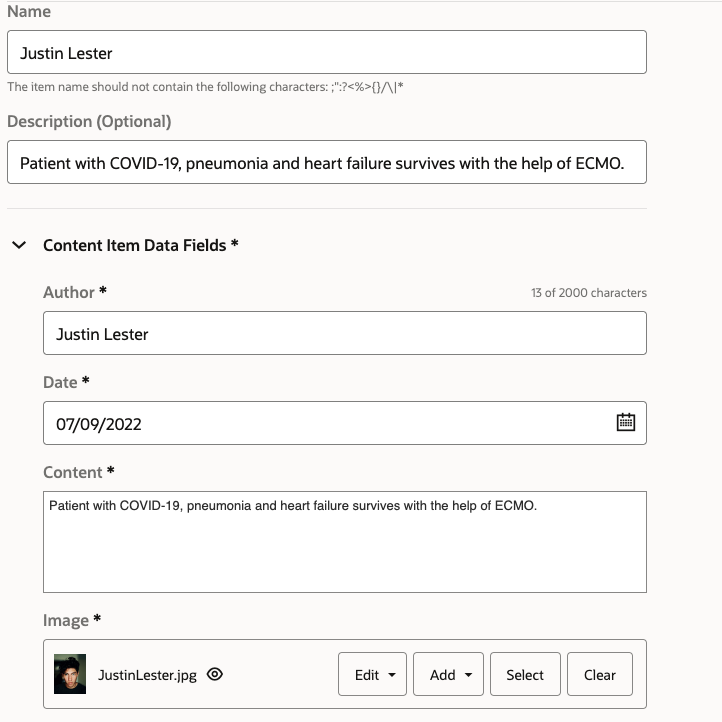 Name
Justin Lester
The item name should not contain the following characters: ;":?<%>{}/\|*
Description (Optional)
Patient with COVID-19, pneumonia and heart failure survives with the help of ECMO.
Content Item Data Fields *
Author *
13 of 2000 characters
Justin Lester
Date *
07/09/2022
Content *
Patient with COVID-19, pneumonia and heart failure survives with the help of ECMO.
Image *
JustinLester.jpg Edit Add Select Clear